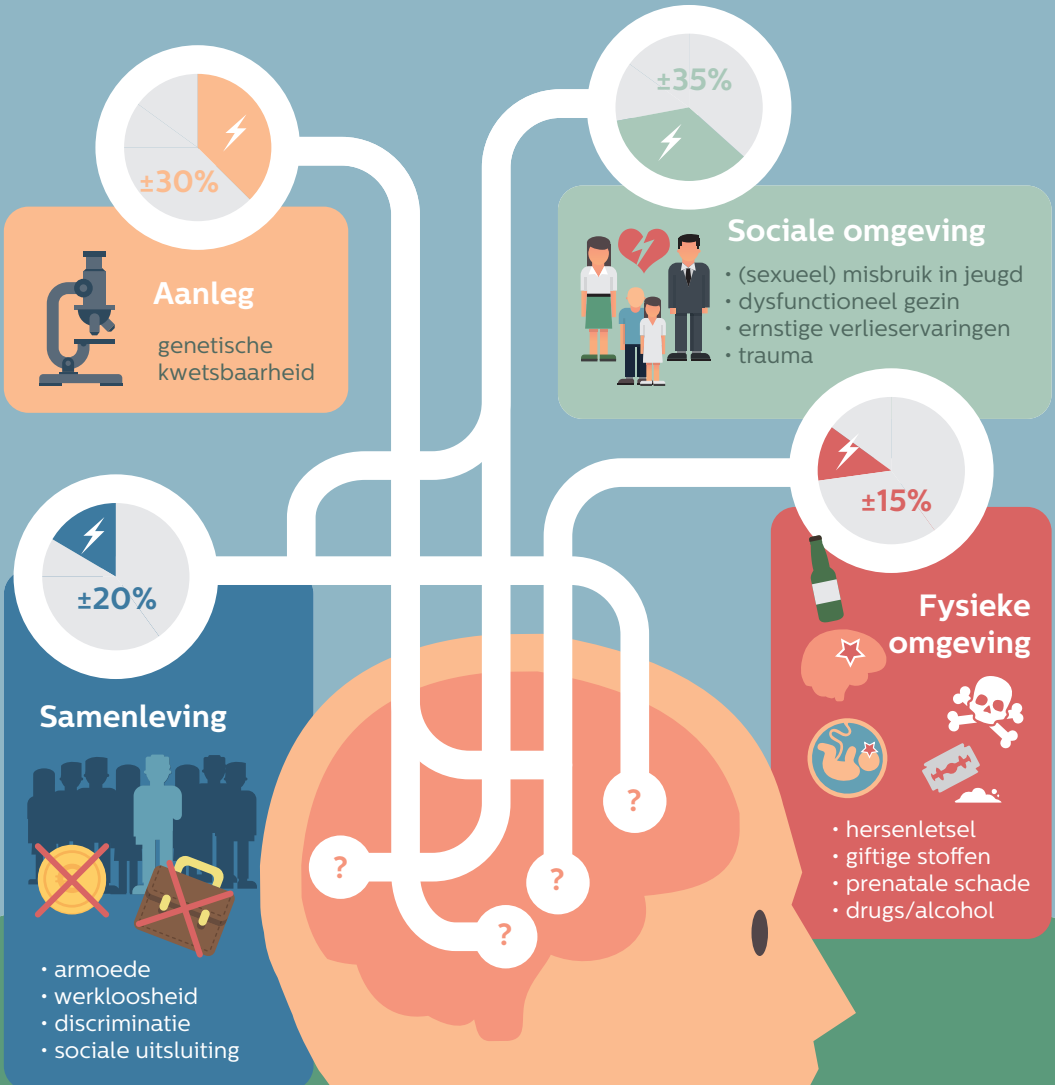 ±30%
Aanleg
genetische
kwetsbaarheid
±35%
Sociale omgeving
• (sexueel) misbruik in jeugd
• dysfunctioneel gezin
• ernstige verlieservaringen
• trauma
±20%
Samenleving
• armoede
• werkloosheid
• discriminatie
• sociale uitsluiting
±15%
Fysieke
omgeving
• hersenletsel
• giftige stoffen
• prenatale schade
• drugs/alcohol
?
?
?
?